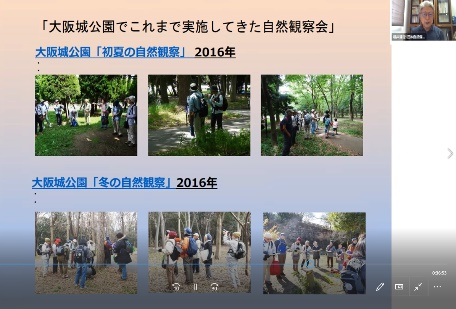 「大阪城公園でこれまで実施してきた自然観察会」
大阪城公園「初夏の自然観察」 2016年
:
大阪城公園「冬の自然観察」2016年
: